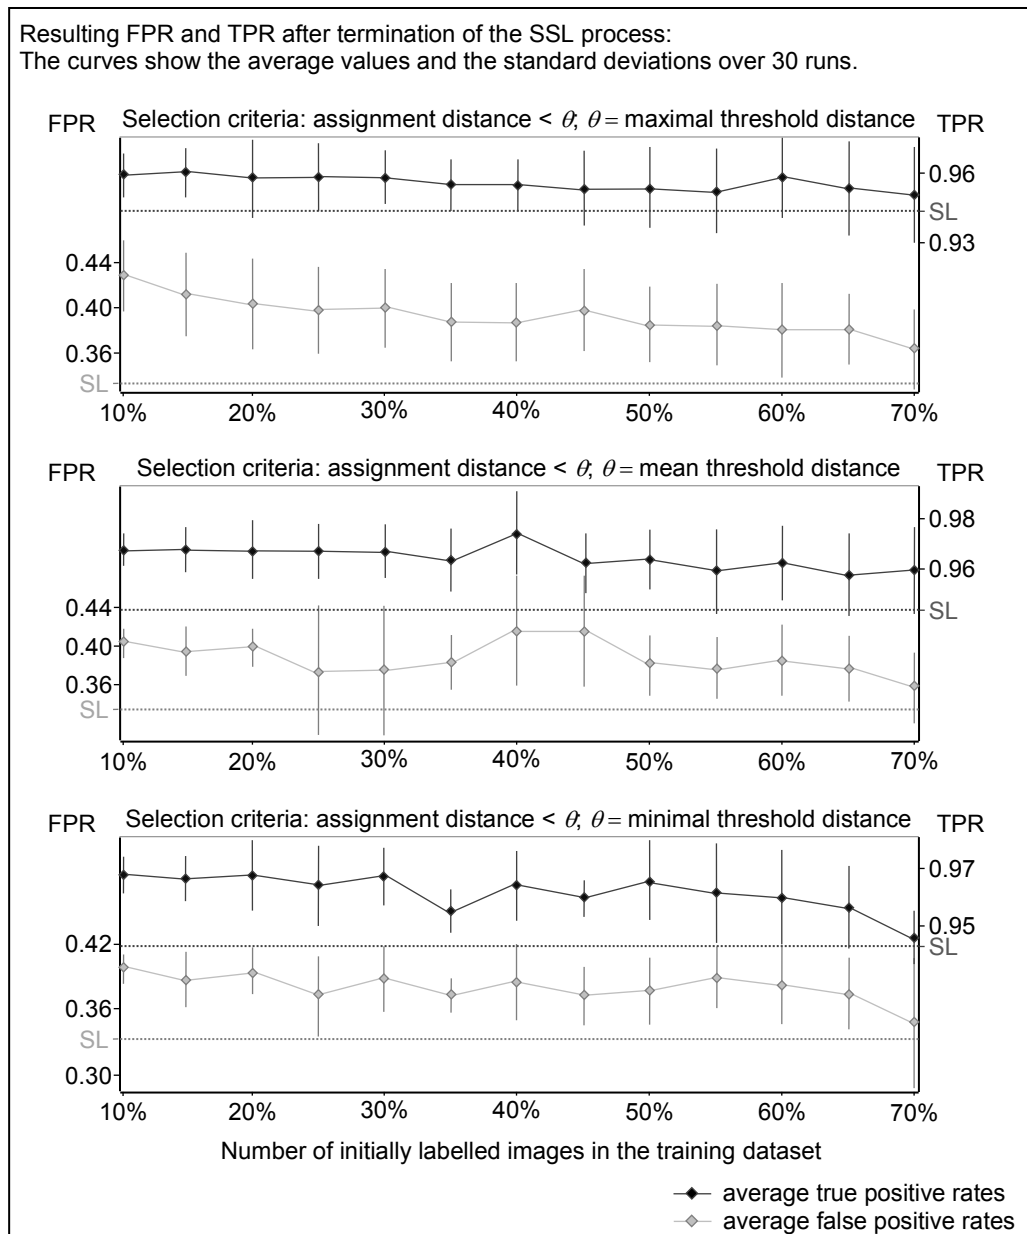 Resulting FPR and TPR after termination of the SSL process:
The curves show the average values and the standard deviations over 30 runs.
FPR Selection criteria: assignment distance < θ; θ = maximal threshold distance TPR
0.96
SL
0.93
0.44
0.40
0.36
SL
10% 20% 30% 40% 50% 60% 70%
FPR Selection criteria: assignment distance < θ; θ = mean threshold distance TPR
0.98
0.96
0.44
SL
0.40
0.36
SL
10% 20% 30% 40% 50% 60% 70%
FPR Selection criteria: assignment distance < θ; θ = minimal threshold distance TPR
0.97
0.95
0.42
SL
0.36
SL
0.30
10% 20% 30% 40% 50% 60% 70%
Number of initially labelled images in the training dataset
average true positive rates
average false positive rates